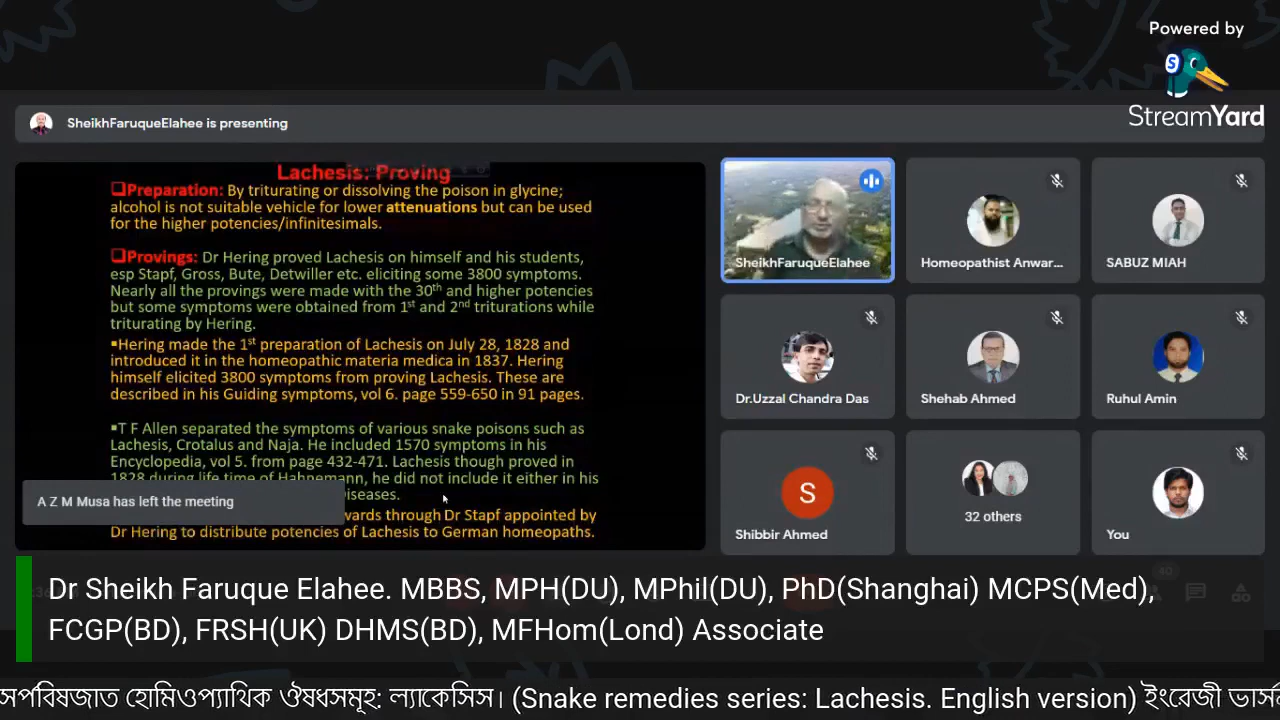 Powered by
StreamYard
SheikhFaruqueElahee is presenting
Lachesis: Proving
❑Preparation: By triturating or dissolving the poison in glycine;
alcohol is not suitable vehicle for lower attenuations but can be used
for the higher potencies/infinitesimals.
❑Provings: Dr Hering proved Lachesis on himself and his students,
esp Stapf, Gross, Bute, Detwiller etc. eliciting some 3800 symptoms.
Nearly all the provings were made with the 30th and higher potencies
but some symptoms were obtained from 1st and 2nd triturations while
triturating by Hering.
▪Hering made the 1st preparation of Lachesis on July 28, 1828 and
introduced it in the homeopathic materia medica in 1837. Hering
himself elicited 3800 symptoms from proving Lachesis. These are
described in his Guiding symptoms, vol 6. page 559-650 in 91 pages.
▪T F Allen separated the symptoms of various snake poisons such as
Lachesis, Crotalus and Naja. He included 1570 symptoms in his
Encyclopedia, vol 5. from page 432-471. Lachesis though proved in
1828 during life time of Hahnemann, he did not include it either in his
Diseases.
wards through Dr Stapf appointed by
Dr Hering to distribute potencies of Lachesis to German homeopaths.
A Z M Musa has left the meeting
SheikhFaruqueElahee
Homeopathist Anwar...
SABUZ MIAH
Dr.Uzzal Chandra Das
Shehab Ahmed
Ruhul Amin
S
Shibbir Ahmed
32 others
You
40
Dr Sheikh Faruque Elahee. MBBS, MPH(DU), MPhil(DU), PhD(Shanghai) MCPS(Med),
FCGP(BD), FRSH(UK) DHMS(BD), MFHom(Lond) Associate
সর্পবিষজাত হোমিওপ্যাথিক ঔষধসমূহ: ল্যাকেসিস। (Snake remedies series: Lachesis. English version) ইংরেজী ভার্স